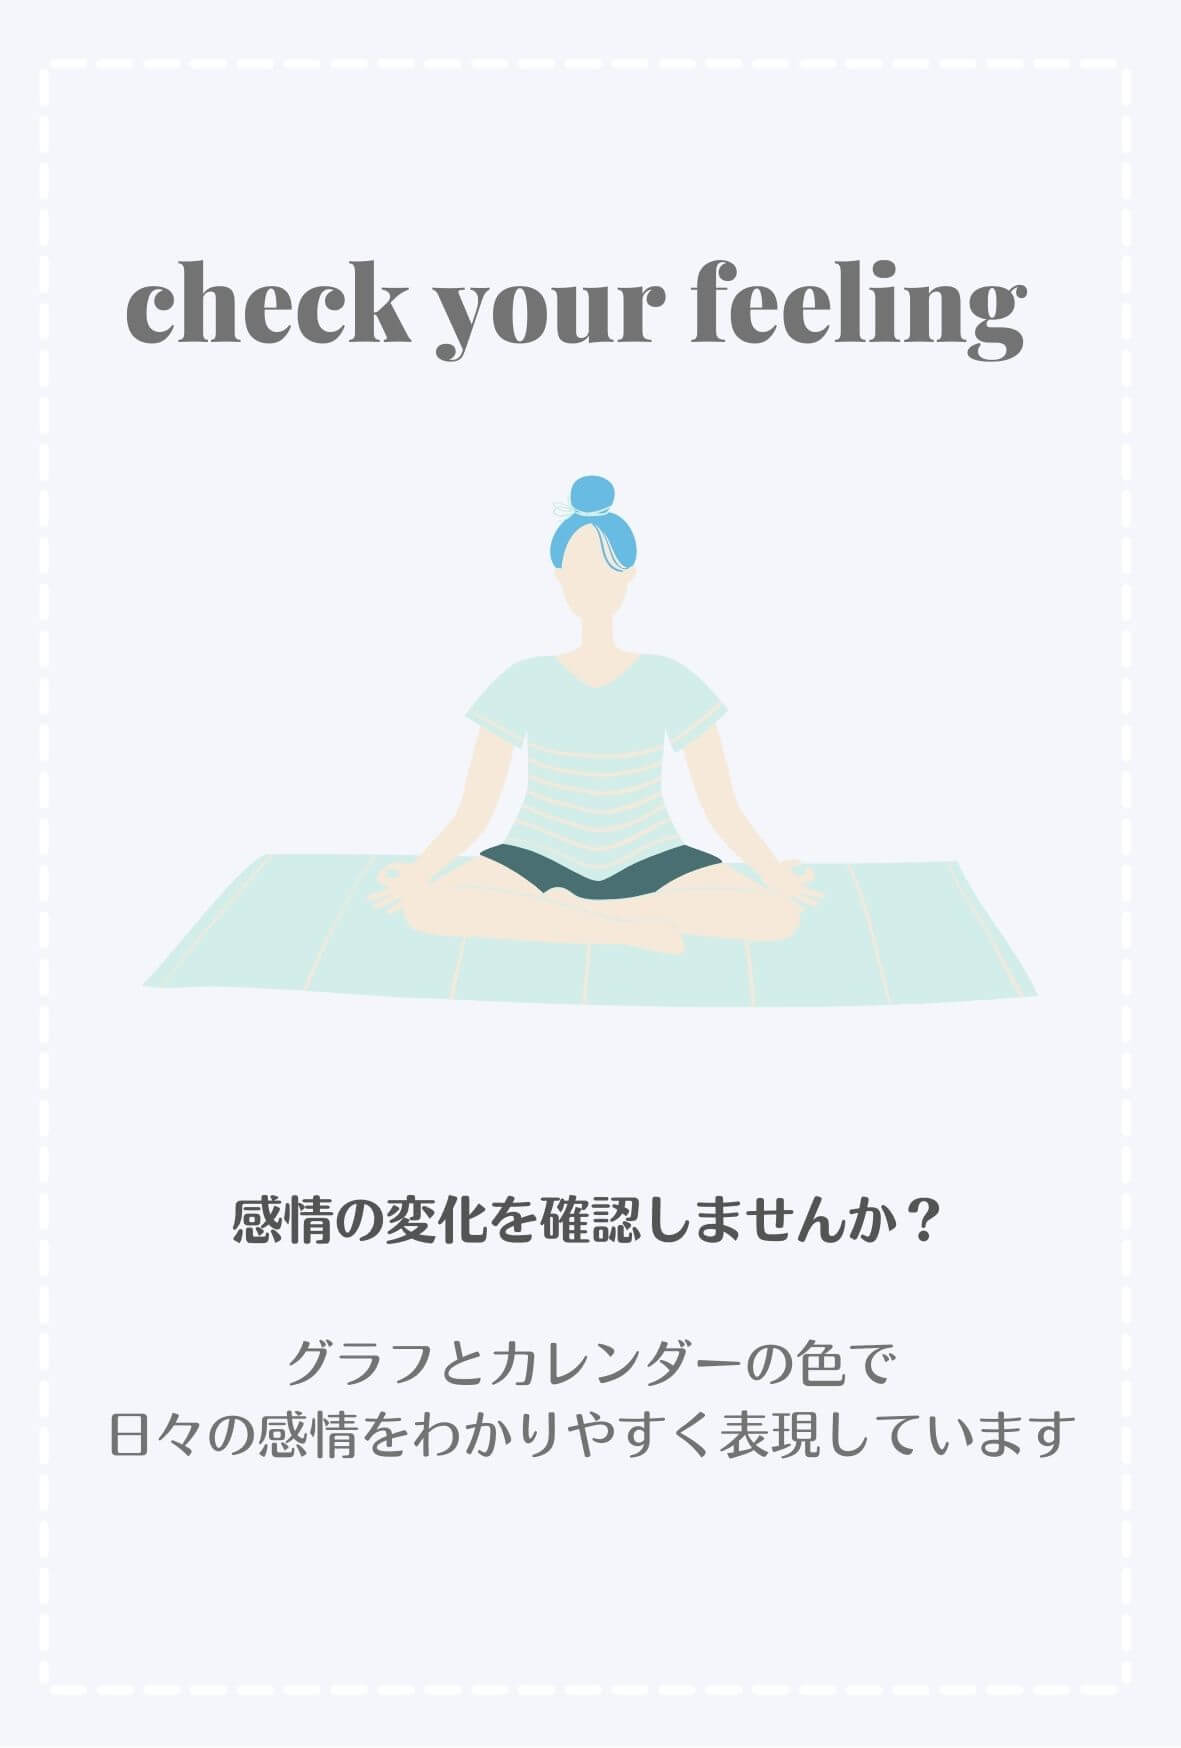 check your feeling
感情の変化を確認しませんか？
グラフとカレンダーの色で
日々の感情をわかりやすく表現しています